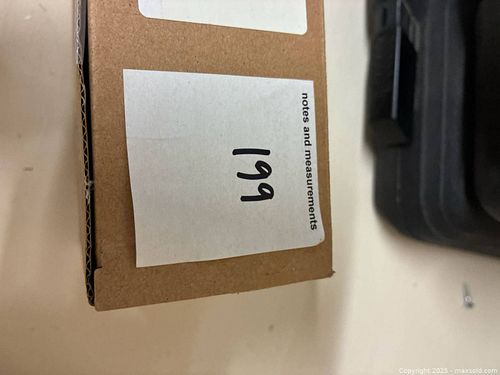 notes and measurements
199
Copyright 2025 - maxsold.com